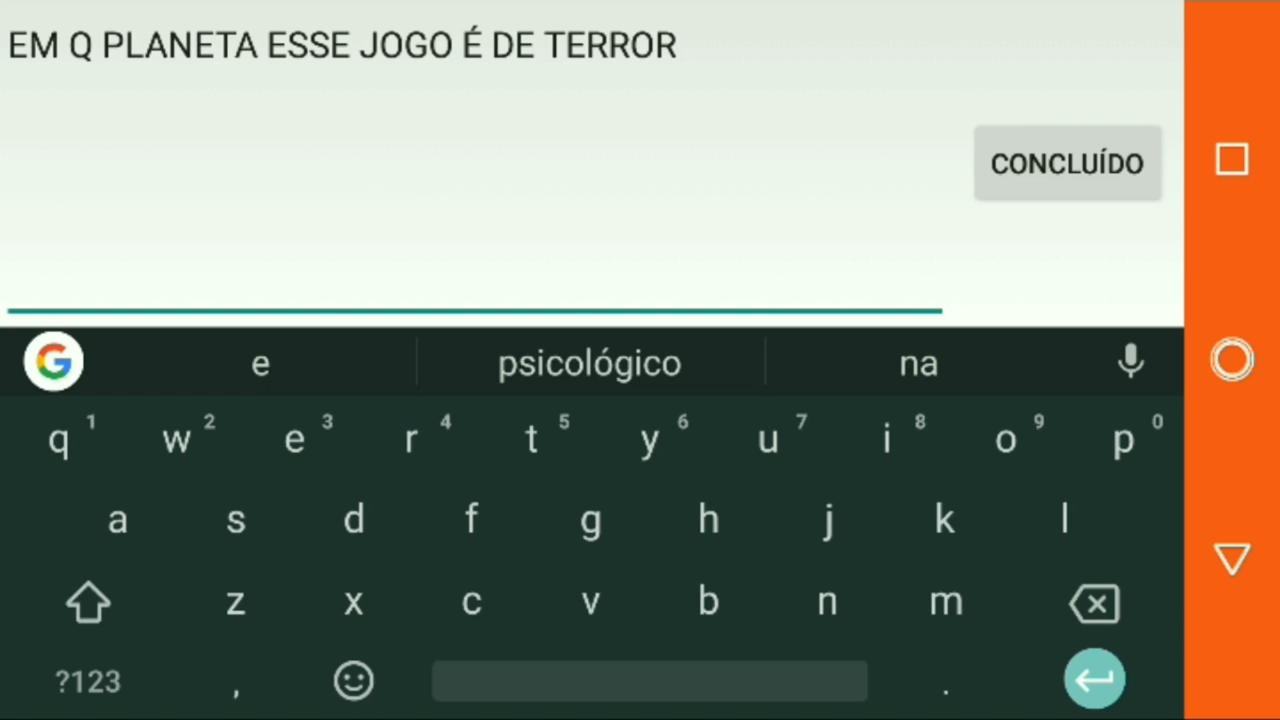 EM Q PLANETA ESSE JOGO É DE TERROR
CONCLUÍDO
e psicológico na
q 1 w 2 e 3 r 4 t 5 y 6 u 7 i 8 o 9 p 0
a s d f g h j k l
z x c v b n m
?123 , .